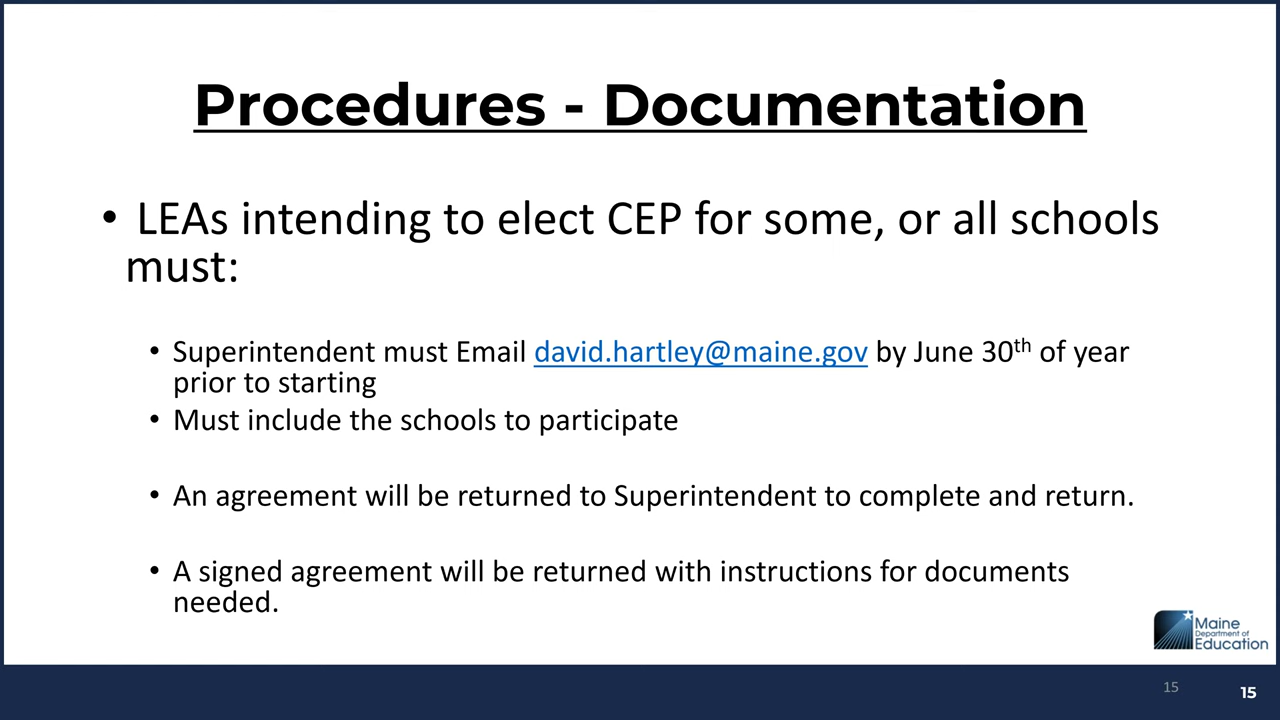 Procedures - Documentation
• LEAs intending to elect CEP for some, or all schools
must:
• Superintendent must Email david.hartley@maine.gov by June 30th of year
prior to starting
• Must include the schools to participate
• An agreement will be returned to Superintendent to complete and return.
• A signed agreement will be returned with instructions for documents
needed.
Maine
Department of
Education
15
15